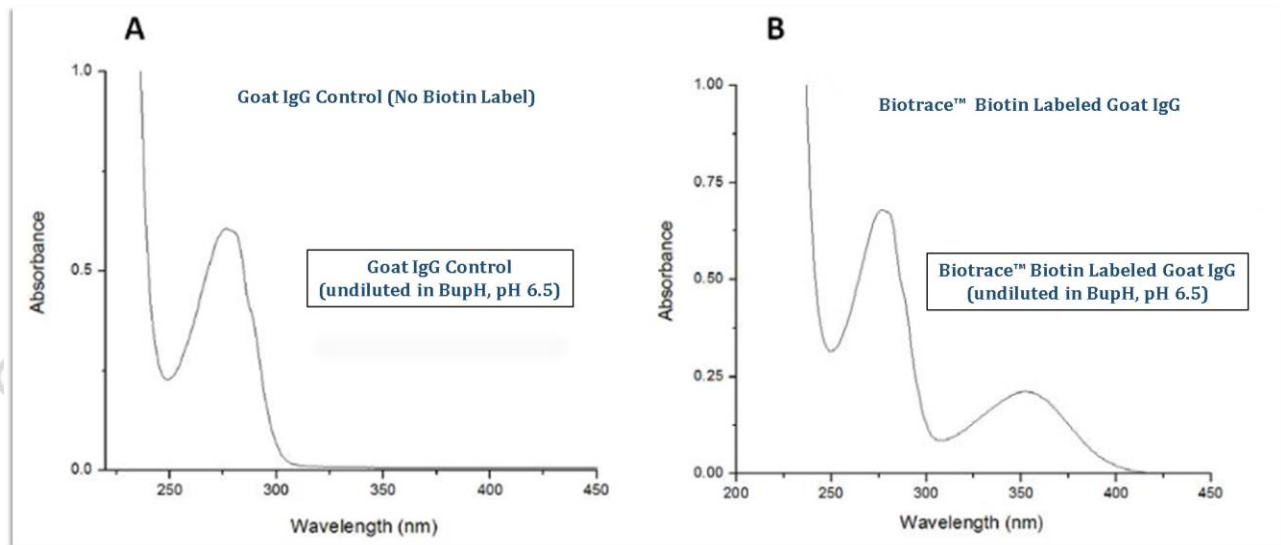 A
Goat IgG Control (No Biotin Label)
Goat IgG Control
(undiluted in BupH, pH 6.5)
Absorbance
1.0
0.5
0.0
250
300
350
400
450
Wavelength (nm)
B
Biotrace™ Biotin Labeled Goat IgG
Biotrace™ Biotin Labeled Goat IgG
(undiluted in BupH, pH 6.5)
Absorbance
1.00
0.75
0.50
0.25
0.00
200
250
300
350
400
450
Wavelength (nm)